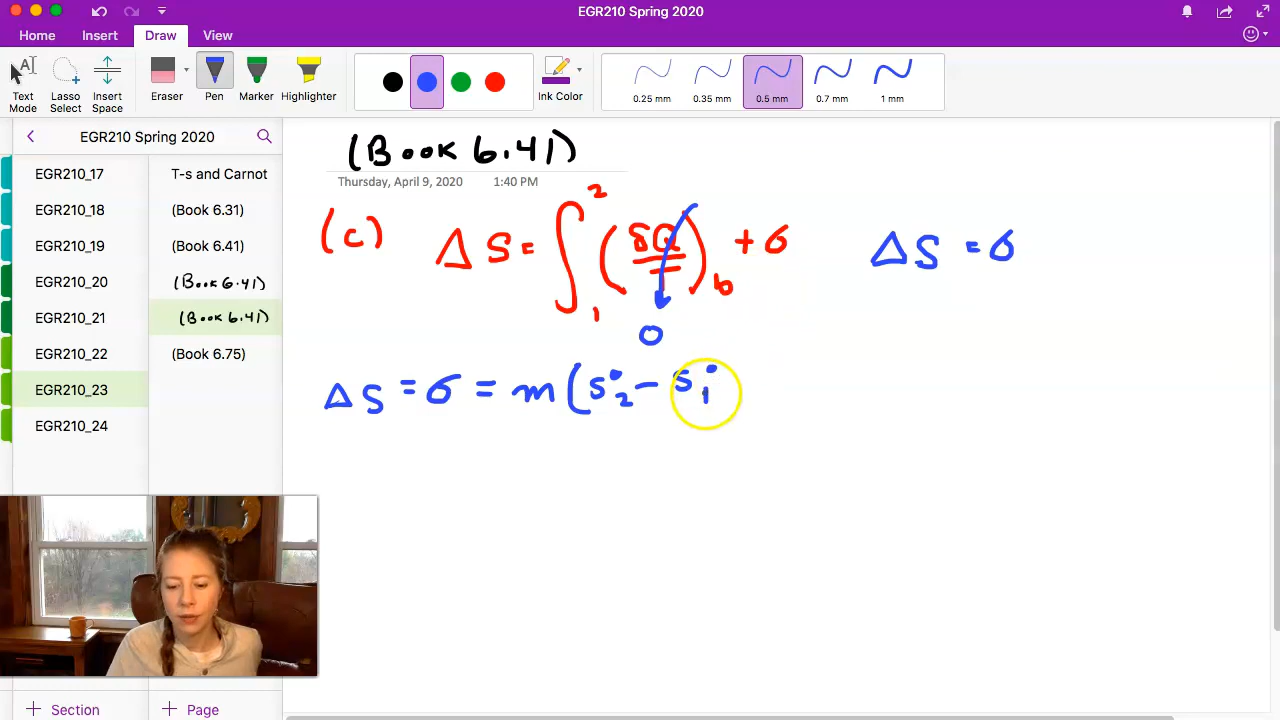 EGR210 Spring 2020
Home Insert Draw View
Text Mode
Lasso Select
Insert Space
Eraser
Pen
Marker
Highlighter
Ink Color
0.25 mm
0.35 mm
0.5 mm
0.7 mm
1 mm
EGR210 Spring 2020
EGR210_17
EGR210_18
EGR210_19
EGR210_20
EGR210_21
EGR210_22
EGR210_23
EGR210_24
T-s and Carnot
(Book 6.31)
(Book 6.41)
(Book 6.41)
(Book 6.41)
(Book 6.75)
+ Section
+ Page
(Book 6.41)
Thursday, April 9, 2020 1:40 PM
(c) ΔS = ∫₁² (δQ/T)b + σ ΔS = σ
0
ΔS = σ = m(s°₂ − s°₁